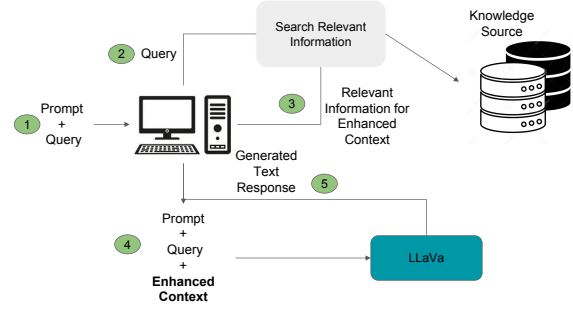 Knowledge
Source
Search Relevant
Information
2
Query
1
Prompt
+
Query
3
Relevant
Information for
Enhanced
Context
Generated
Text
Response
5
4
Prompt
+
Query
+
Enhanced
Context
LLaVa